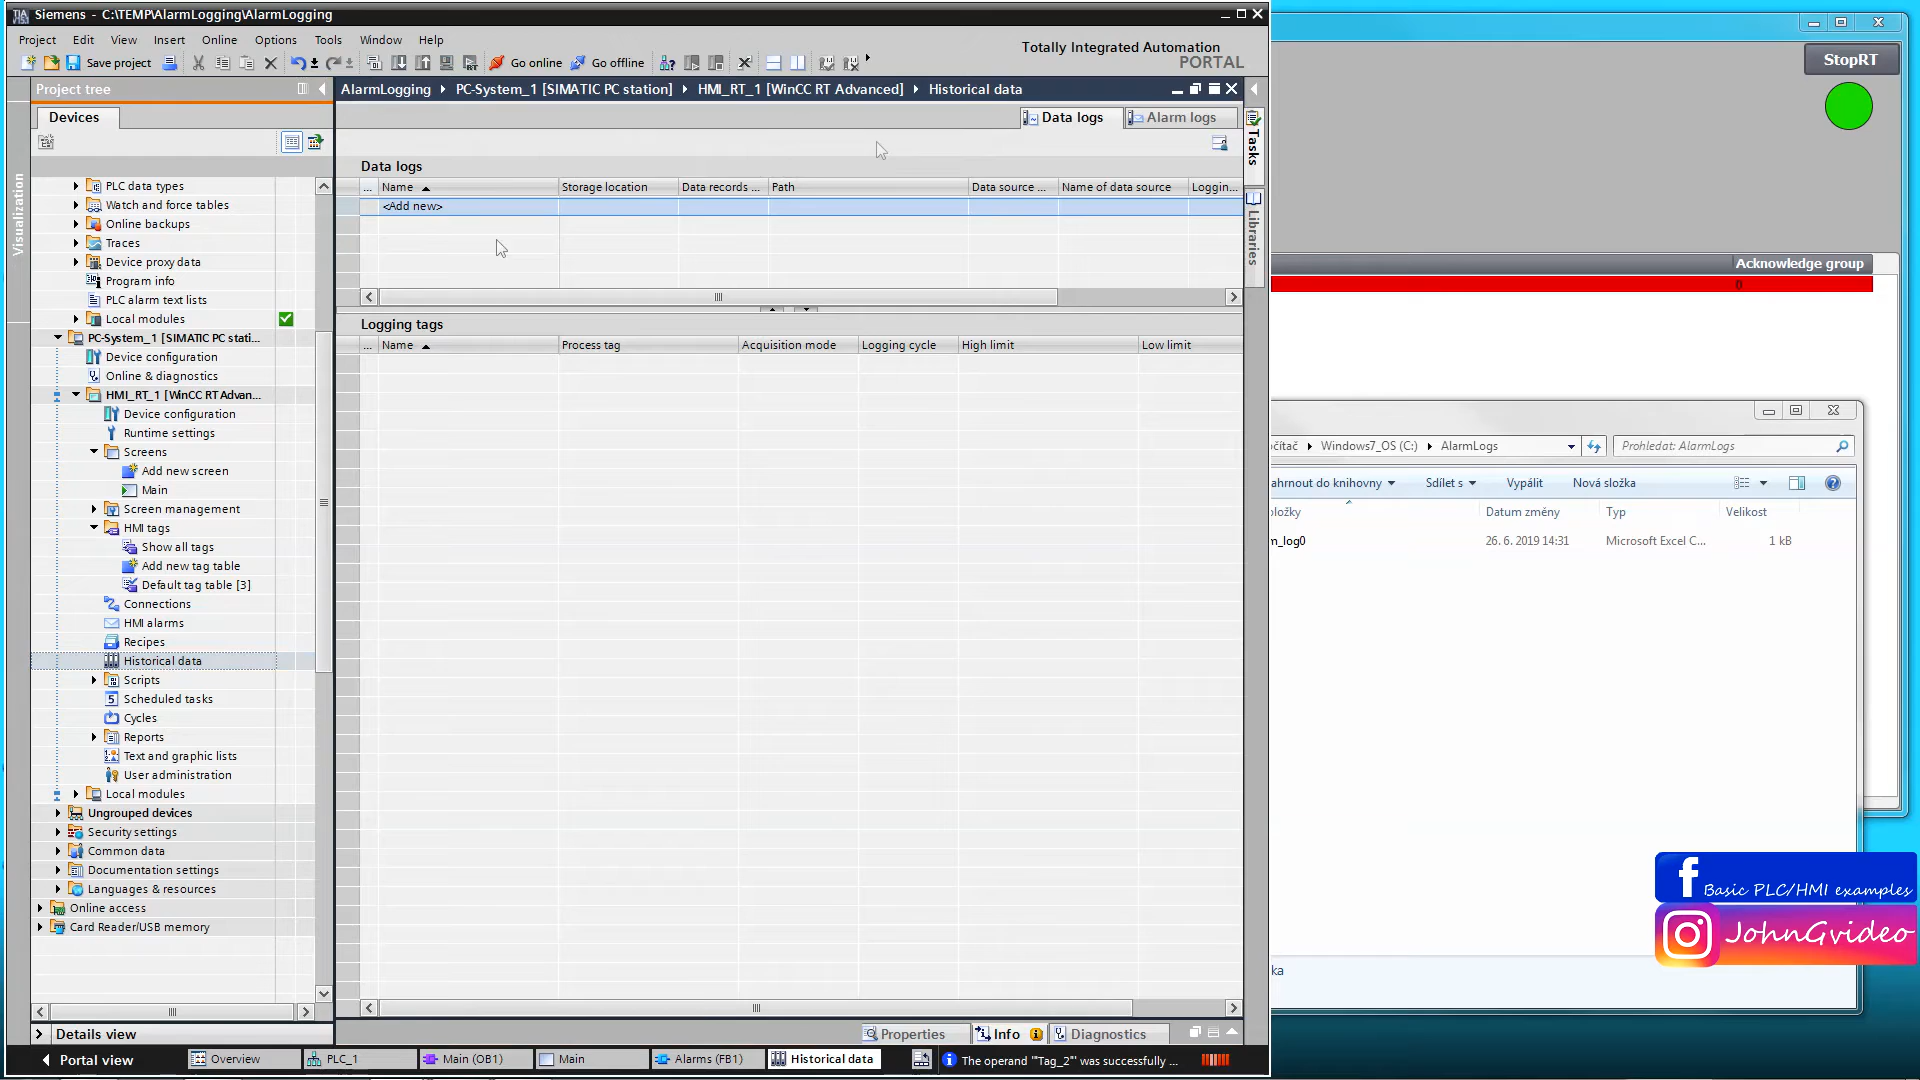 Siemens - C:\TEMP\AlarmLogging\AlarmLogging
Project Edit View Insert Online Options Tools Window Help
Totally Integrated Automation
PORTAL
Save project
Go online
Go offline
Project tree
AlarmLogging
PC-System_1 [SIMATIC PC station]
HMI_RT_1 [WinCC RT Advanced]
Historical data
Devices
Data logs
Alarm logs
Visualization
Tasks
Libraries
PLC data types
Watch and force tables
Online backups
Traces
Device proxy data
Program info
PLC alarm text lists
Local modules
PC-System_1 [SIMATIC PC stati...
Device configuration
Online & diagnostics
HMI_RT_1 [WinCC RT Advan...
Device configuration
Runtime settings
Screens
Add new screen
Main
Screen management
HMI tags
Show all tags
Add new tag table
Default tag table [3]
Connections
HMI alarms
Recipes
Historical data
Scripts
Scheduled tasks
Cycles
Reports
Text and graphic lists
User administration
Local modules
Ungrouped devices
Security settings
Common data
Documentation settings
Languages & resources
Online access
Card Reader/USB memory
Details view
Data logs
... Name Storage location Data records ... Path Data source ... Name of data source Loggin...
<Add new>
Logging tags
... Name Process tag Acquisition mode Logging cycle High limit Low limit
Properties
Info
Diagnostics
Portal view
Overview
PLC_1
Main (OB1)
Main
Alarms (FB1)
Historical data
The operand '"Tag_2"' was successfully ...
StopRT
Acknowledge group
0
očítač
Windows7_OS (C:)
AlarmLogs
Prohledat: AlarmLogs
ahrnout do knihovny
Sdílet s
Vypálit
Nová složka
oložky
Datum změny
Typ
Velikost
m_log0
26. 6. 2019 14:31
Microsoft Excel C...
1 kB
ka
Basic PLC/HMI examples
JohnGvideo